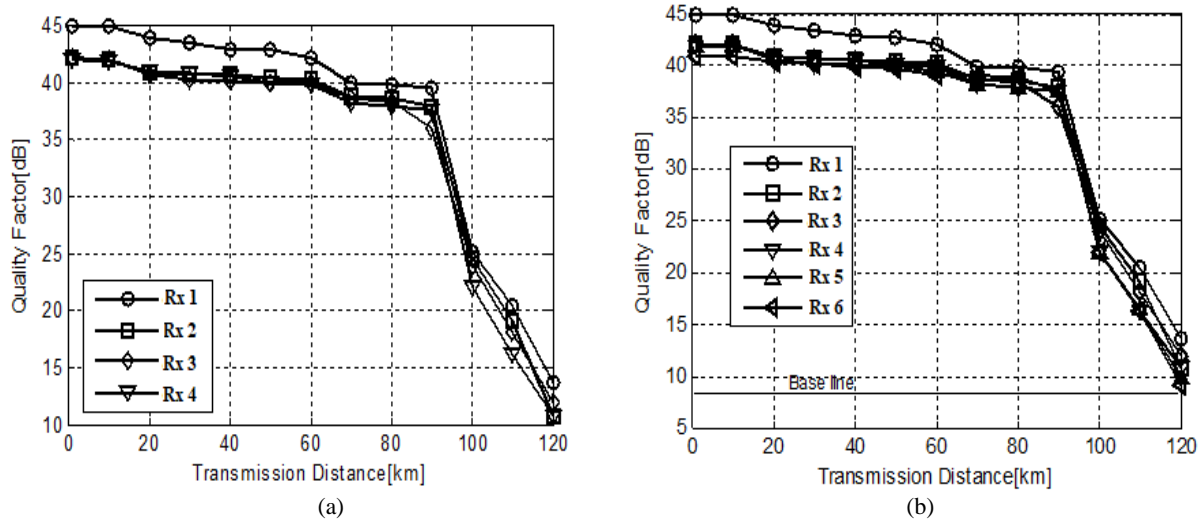 45
40
35
30
25
20
15
10
0
20
40
60
80
100
120
Quality Factor[dB]
Transmission Distance[km]
Rx 1
Rx 2
Rx 3
Rx 4
(a)
45
40
35
30
25
20
15
10
5
0
20
40
60
80
100
120
Quality Factor[dB]
Transmission Distance[km]
Rx 1
Rx 2
Rx 3
Rx 4
Rx 5
Rx 6
Base line
(b)